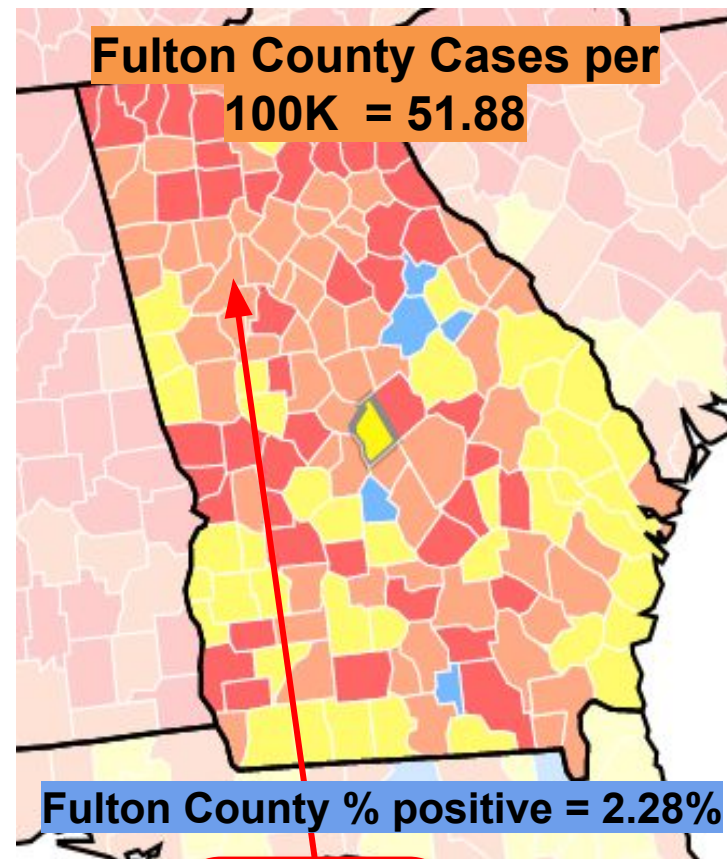 Fulton County Cases per
100K = 51.88
Fulton County % positive = 2.28%